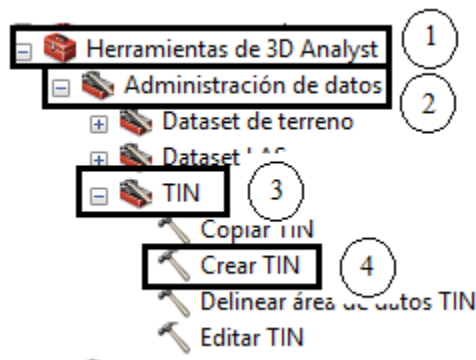 Herramientas de 3D Analyst
1
Administración de datos
2
Dataset de terreno
Dataset LAS
TIN
3
Copiar TIN
Crear TIN
4
Delinear área de datos TIN
Editar TIN